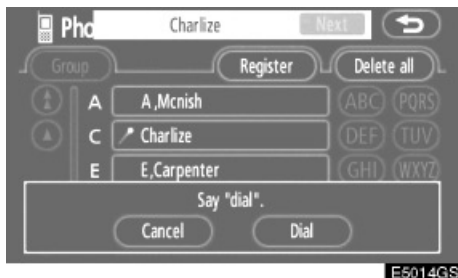 Pho Charlize Next
Group Register Delete all
A A,Mcnish ABC PQRS
C Charlize DEF TUV
E E,Carpenter GHI WXYZ
Say "dial".
Cancel Dial
E5014GS